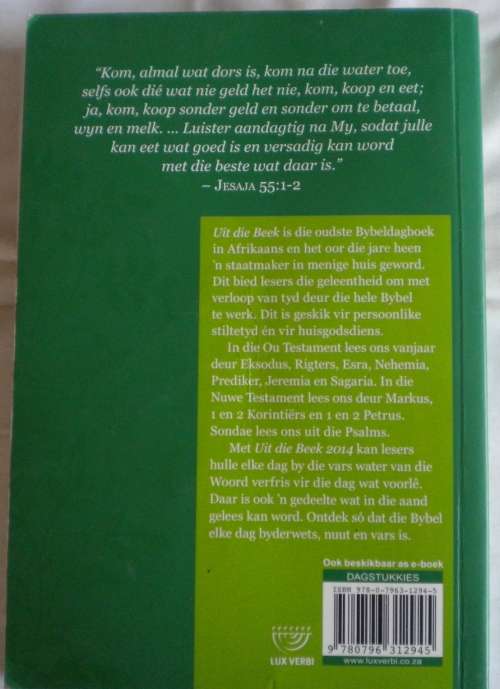 “Kom, almal wat dors is, kom na die water toe,
selfs ook dié wat nie geld het nie, kom, koop en eet;
ja, kom, koop sonder geld en sonder om te betaal,
wyn en melk. ... Luister aandagtig na My, sodat julle
kan eet wat goed is en versadig kan word
met die beste wat daar is.”
– JESAJA 55:1-2
Uit die Beek is die oudste Bybeldagboek
in Afrikaans en het oor die jare heen
’n staatmaker in menige huis geword.
Dit bied lesers die geleentheid om met
verloop van tyd deur die hele Bybel
te werk. Dit is geskik vir persoonlike
stiltetyd én vir huisgodsdiens.
In die Ou Testament lees ons vanjaar
deur Eksodus, Rigters, Esra, Nehemia,
Prediker, Jeremia en Sagaria. In die
Nuwe Testament lees ons deur Markus,
1 en 2 Korintiërs en 1 en 2 Petrus.
Sondae lees ons uit die Psalms.
Met Uit die Beek 2014 kan lesers
hulle elke dag by die vars water van die
Woord verfris vir die dag wat voorlê.
Daar is ook ’n gedeelte wat in die aand
gelees kan word. Ontdek só dat die Bybel
elke dag byderwets, nuut en vars is.
Ook beskikbaar as e-boek
DAGSTUKKIES
ISBN 978-0-7963-1294-5
9 780796 312945
www.luxverbi.co.za
LUX VERBI